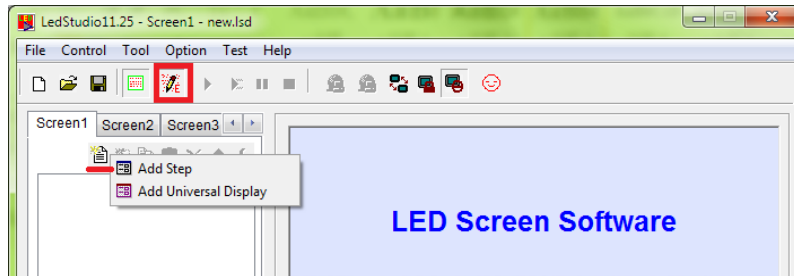 LedStudio11.25 - Screen1 - new.lsd
File Control Tool Option Test Help
E
Screen1 Screen2 Screen3
Add Step
Add Universal Display
LED Screen Software